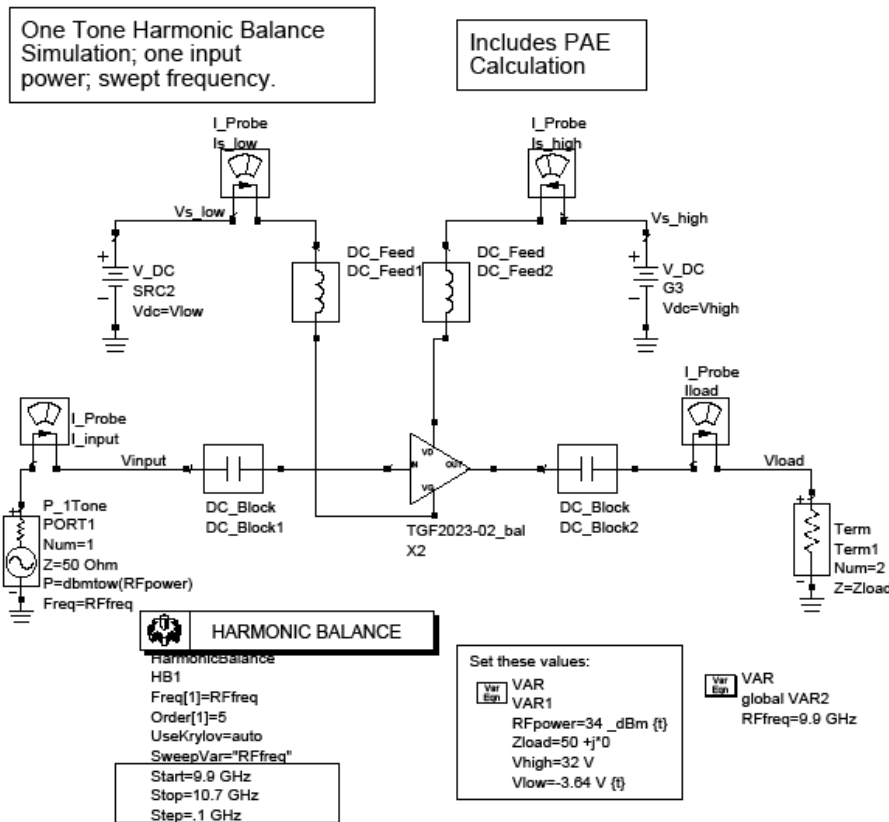 One Tone Harmonic Balance
Simulation; one input
power; swept frequency.
Includes PAE
Calculation
I_Probe
Is_low
I_Probe
Is_high
Vs_low
Vs_high
+
V_DC
SRC2
Vdc=Vlow
−
DC_Feed
DC_Feed1
DC_Feed
DC_Feed2
+
V_DC
G3
Vdc=Vhigh
−
I_Probe
I_input
Vinput
I_Probe
Iload
Vload
VD
IN
OUT
VG
P_1Tone
PORT1
Num=1
Z=50 Ohm
P=dbmtow(RFpower)
Freq=RFfreq
DC_Block
DC_Block1
TGF2023-02_bal
X2
DC_Block
DC_Block2
Term
Term1
Num=2
Z=Zload
HARMONIC BALANCE
HarmonicBalance
HB1
Freq[1]=RFfreq
Order[1]=5
UseKrylov=auto
SweepVar="RFfreq"
Start=9.9 GHz
Stop=10.7 GHz
Step=.1 GHz
Set these values:
Var
Eqn
VAR
VAR1
RFpower=34 _dBm {t}
Zload=50 +j*0
Vhigh=32 V
Vlow=-3.64 V {t}
Var
Eqn
VAR
global VAR2
RFfreq=9.9 GHz